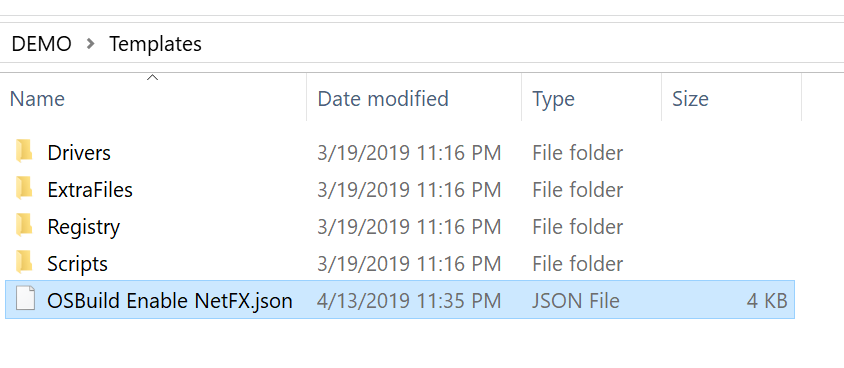 DEMO > Templates
Name Date modified Type Size
Drivers 3/19/2019 11:16 PM File folder
ExtraFiles 3/19/2019 11:16 PM File folder
Registry 3/19/2019 11:16 PM File folder
Scripts 3/19/2019 11:16 PM File folder
OSBuild Enable NetFX.json 4/13/2019 11:35 PM JSON File 4 KB